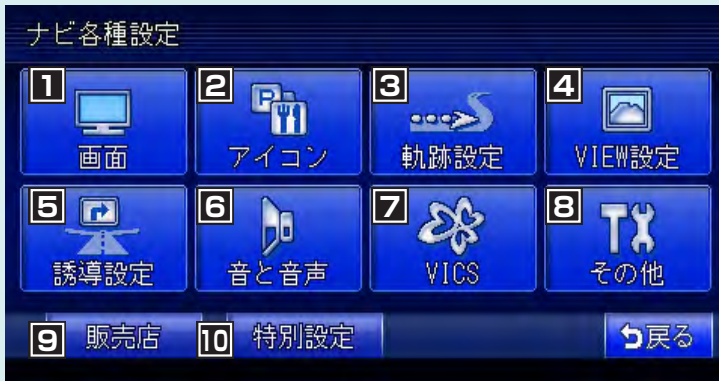 ナビ各種設定
1 2 3 4
P
画面 アイコン 軌跡設定 VIEW設定
5 6 7 8
誘導設定 音と音声 VICS その他
9 販売店 10 特別設定 戻る